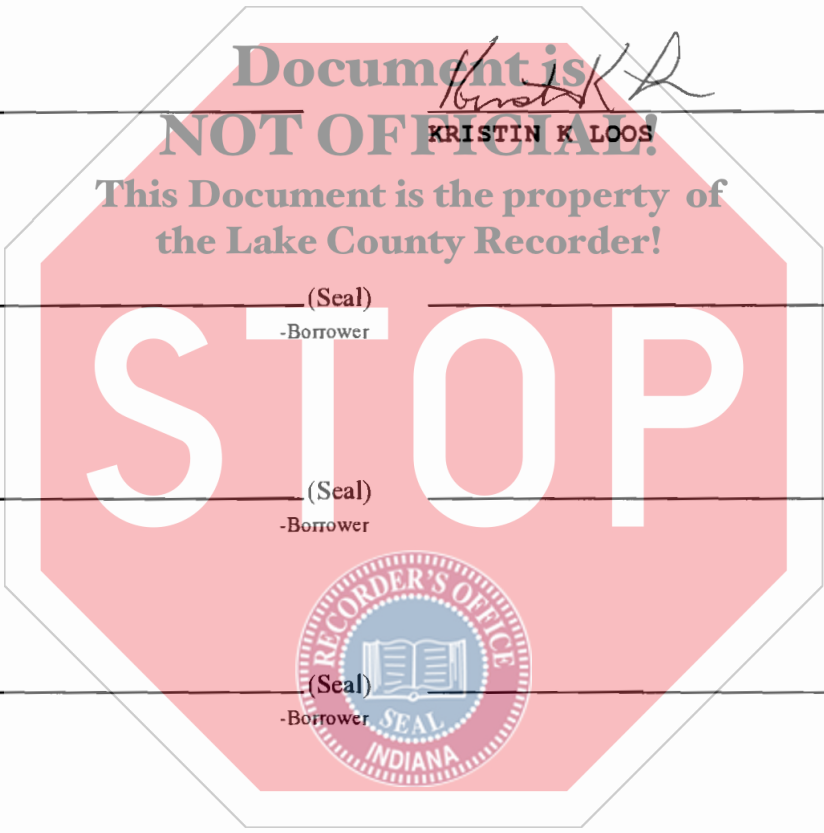 Document is
NOT OFFICIAL!
KRISTIN K LOOS
This Document is the property of
the Lake County Recorder!
(Seal)
-Borrower
STOP
(Seal)
-Borrower
RECORDER'S OFFICE
(Seal)
-Borrower
SEAL
INDIANA